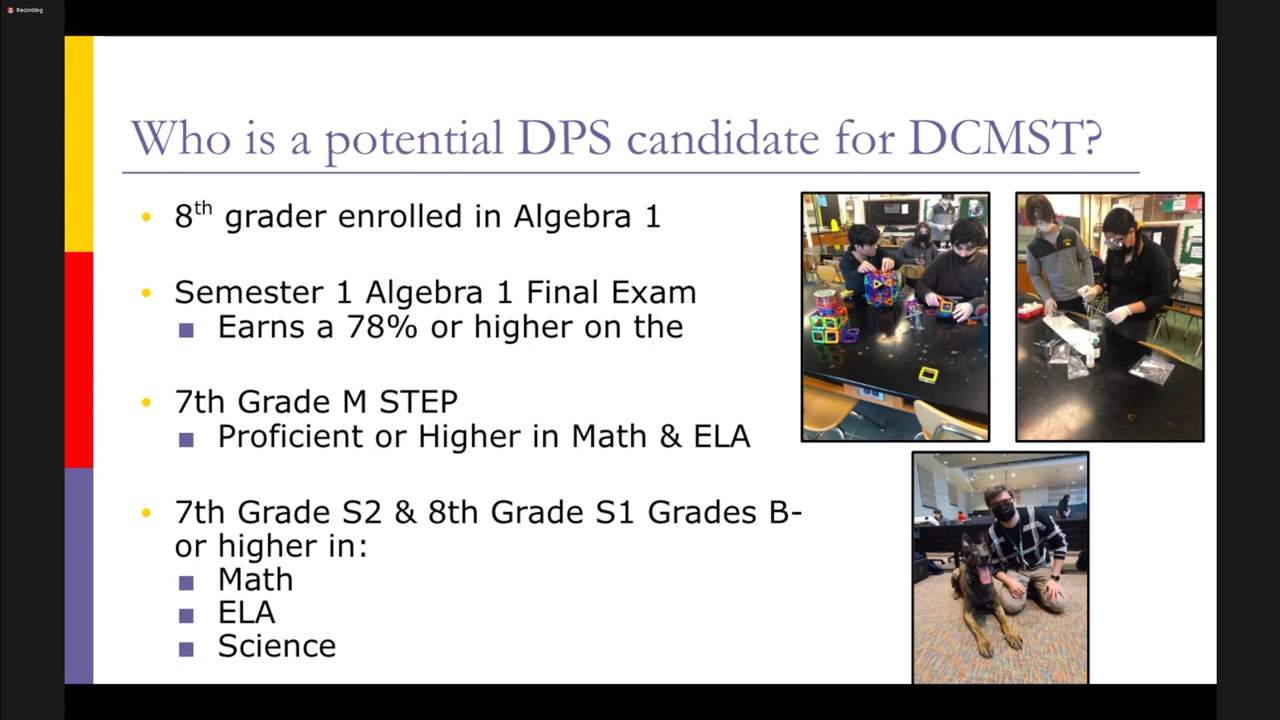 Recording
Who is a potential DPS candidate for DCMST?
• 8th grader enrolled in Algebra 1
• Semester 1 Algebra 1 Final Exam
■ Earns a 78% or higher on the
• 7th Grade M STEP
■ Proficient or Higher in Math & ELA
• 7th Grade S2 & 8th Grade S1 Grades B-
or higher in:
■ Math
■ ELA
■ Science